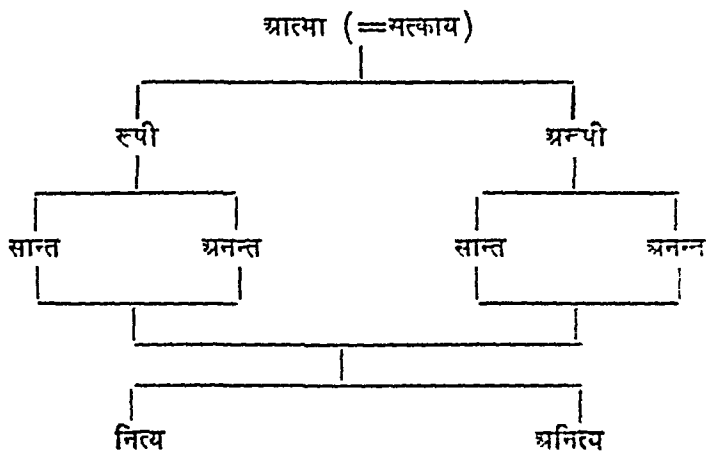 आत्मा (==सत्काय)
रूपी अरूपी
सान्त अनन्त सान्त अनन्त
नित्य अनित्य